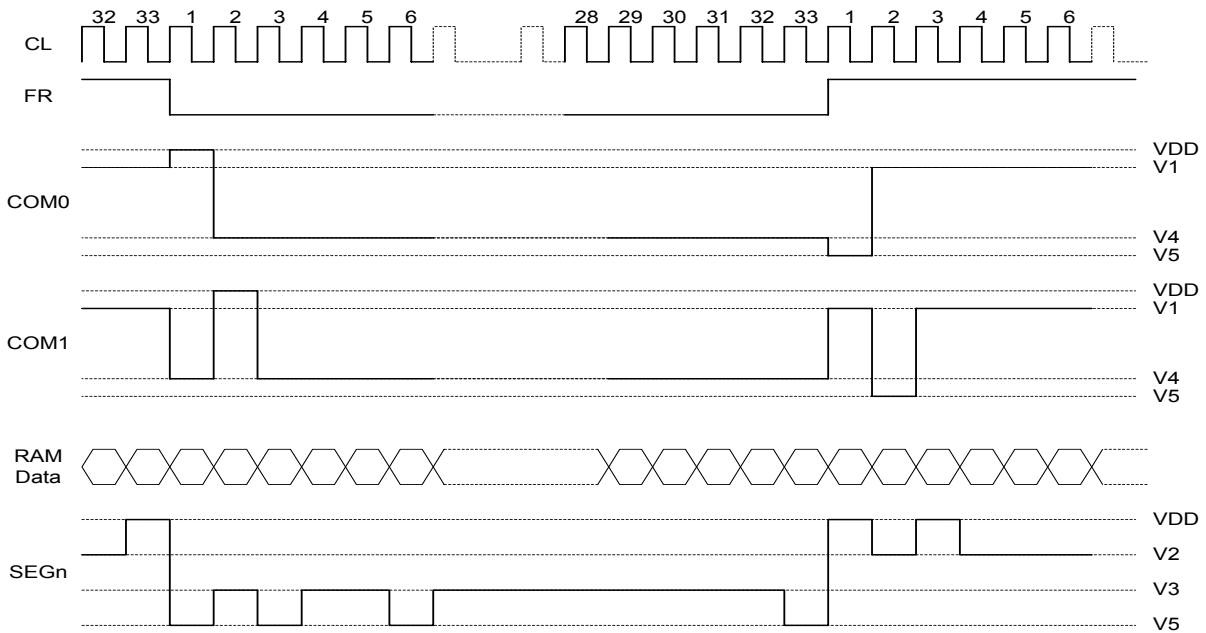 32 33 1 2 3 4 5 6 28 29 30 31 32 33 1 2 3 4 5 6
CL
FR
VDD
V1
COM0
V4
V5
VDD
V1
COM1
V4
V5
RAM
Data
VDD
V2
SEGn
V3
V5